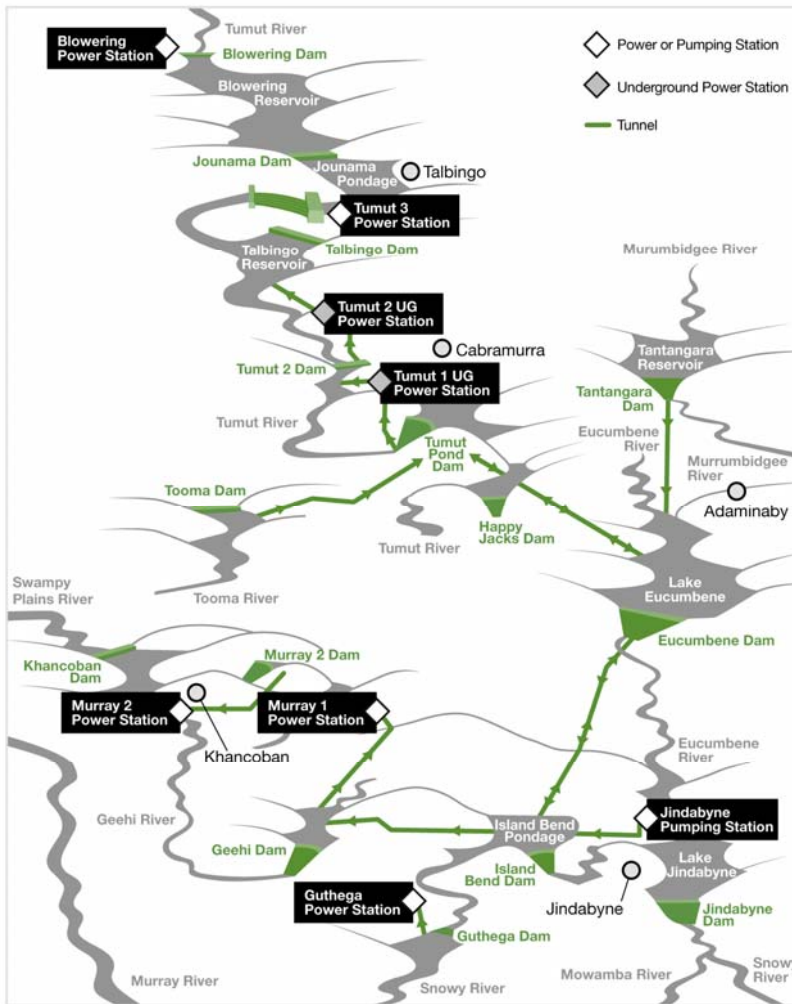 Tumut River
Blowering
Power Station
Blowering Dam
Power or Pumping Station
Underground Power Station
Tunnel
Blowering
Reservoir
Jounama Dam
Jounama
Pondage
Talbingo
Tumut 3
Power Station
Talbingo
Reservoir
Talbingo Dam
Murumbidgee River
Tumut 2 UG
Power Station
Cabramurra
Tantangara
Reservoir
Tumut 2 Dam
Tumut 1 UG
Power Station
Tantangara
Dam
Tumut
River
Tumut
Pond
Dam
Eucumbene
River
Murrumbidgee
River
Adaminaby
Tooma Dam
Happy
Jacks Dam
Tumut
River
Tooma River
Lake
Eucumbene
Swampy
Plains River
Eucumbene Dam
Khancoban
Dam
Murray 2 Dam
Murray 2
Power Station
Murray 1
Power Station
Khancoban
Eucumbene
River
Geehi River
Geehi Dam
Island Bend
Pondage
Jindabyne
Pumping Station
Island
Bend Dam
Lake
Jindabyne
Jindabyne
Guthega
Power Station
Guthega Dam
Jindabyne
Dam
Murray River
Snowy River
Mowamba River
Snowy
River